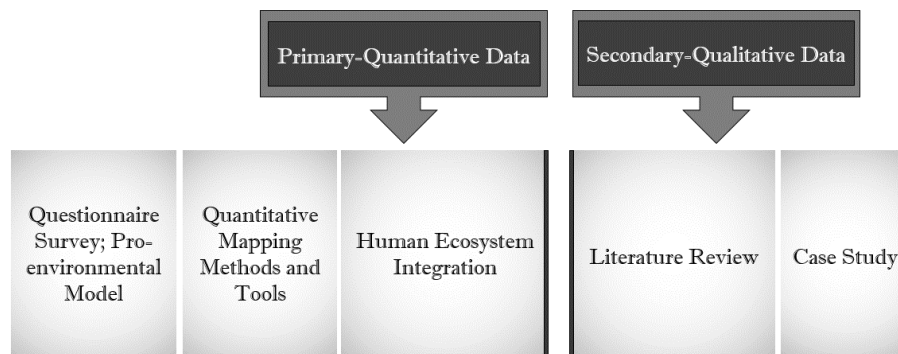 Primary-Quantitative Data
Secondary-Qualitative Data
Questionnaire
Survey; Pro-
environmental
Model
Quantitative
Mapping
Methods and
Tools
Human Ecosystem
Integration
Literature Review
Case Study